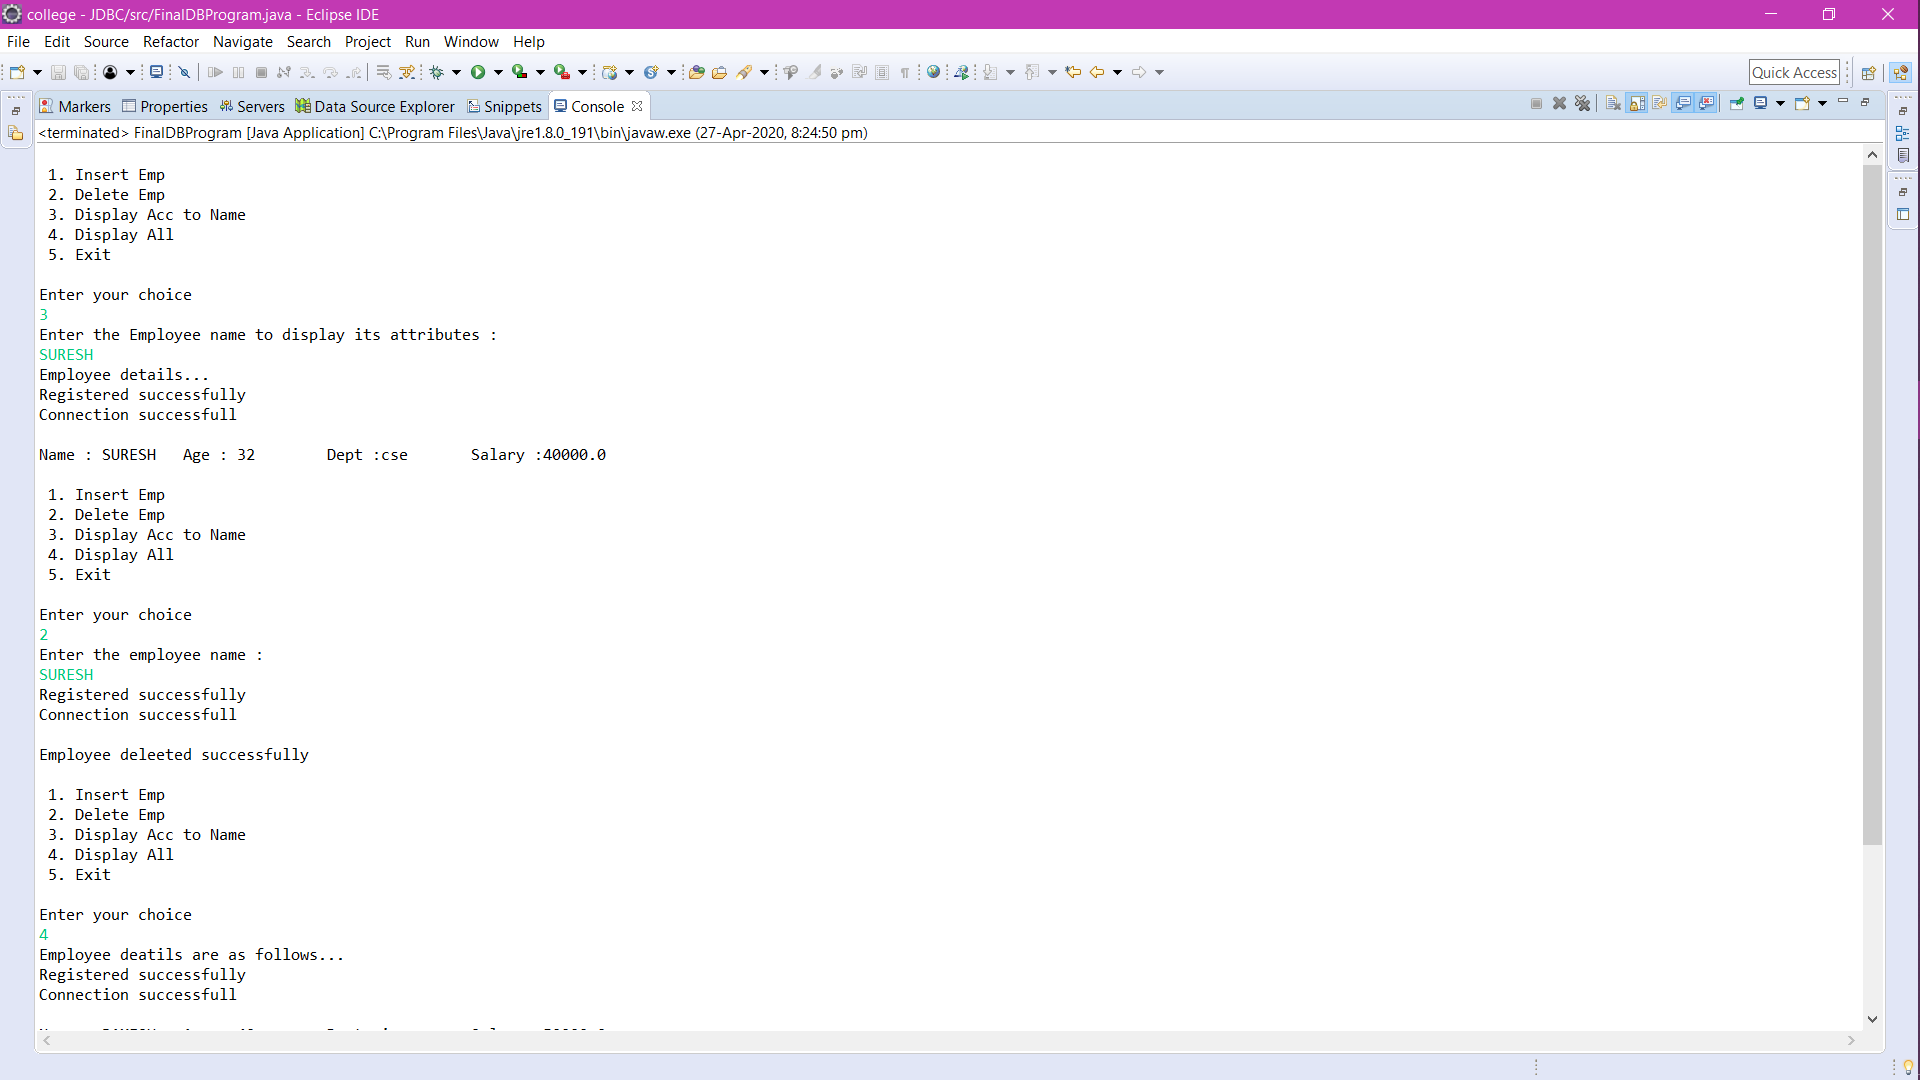 college - JDBC/src/FinalDBProgram.java - Eclipse IDE
File Edit Source Refactor Navigate Search Project Run Window Help
Quick Access
Markers Properties Servers Data Source Explorer Snippets Console
<terminated> FinalDBProgram [Java Application] C:\Program Files\Java\jre1.8.0_191\bin\javaw.exe (27-Apr-2020, 8:24:50 pm)
1. Insert Emp
2. Delete Emp
3. Display Acc to Name
4. Display All
5. Exit
Enter your choice
3
Enter the Employee name to display its attributes :
SURESH
Employee details...
Registered successfully
Connection successfull
Name : SURESH Age : 32 Dept :cse Salary :40000.0
1. Insert Emp
2. Delete Emp
3. Display Acc to Name
4. Display All
5. Exit
Enter your choice
2
Enter the employee name :
SURESH
Registered successfully
Connection successfull
Employee deleeted successfully
1. Insert Emp
2. Delete Emp
3. Display Acc to Name
4. Display All
5. Exit
Enter your choice
4
Employee deatils are as follows...
Registered successfully
Connection successfull